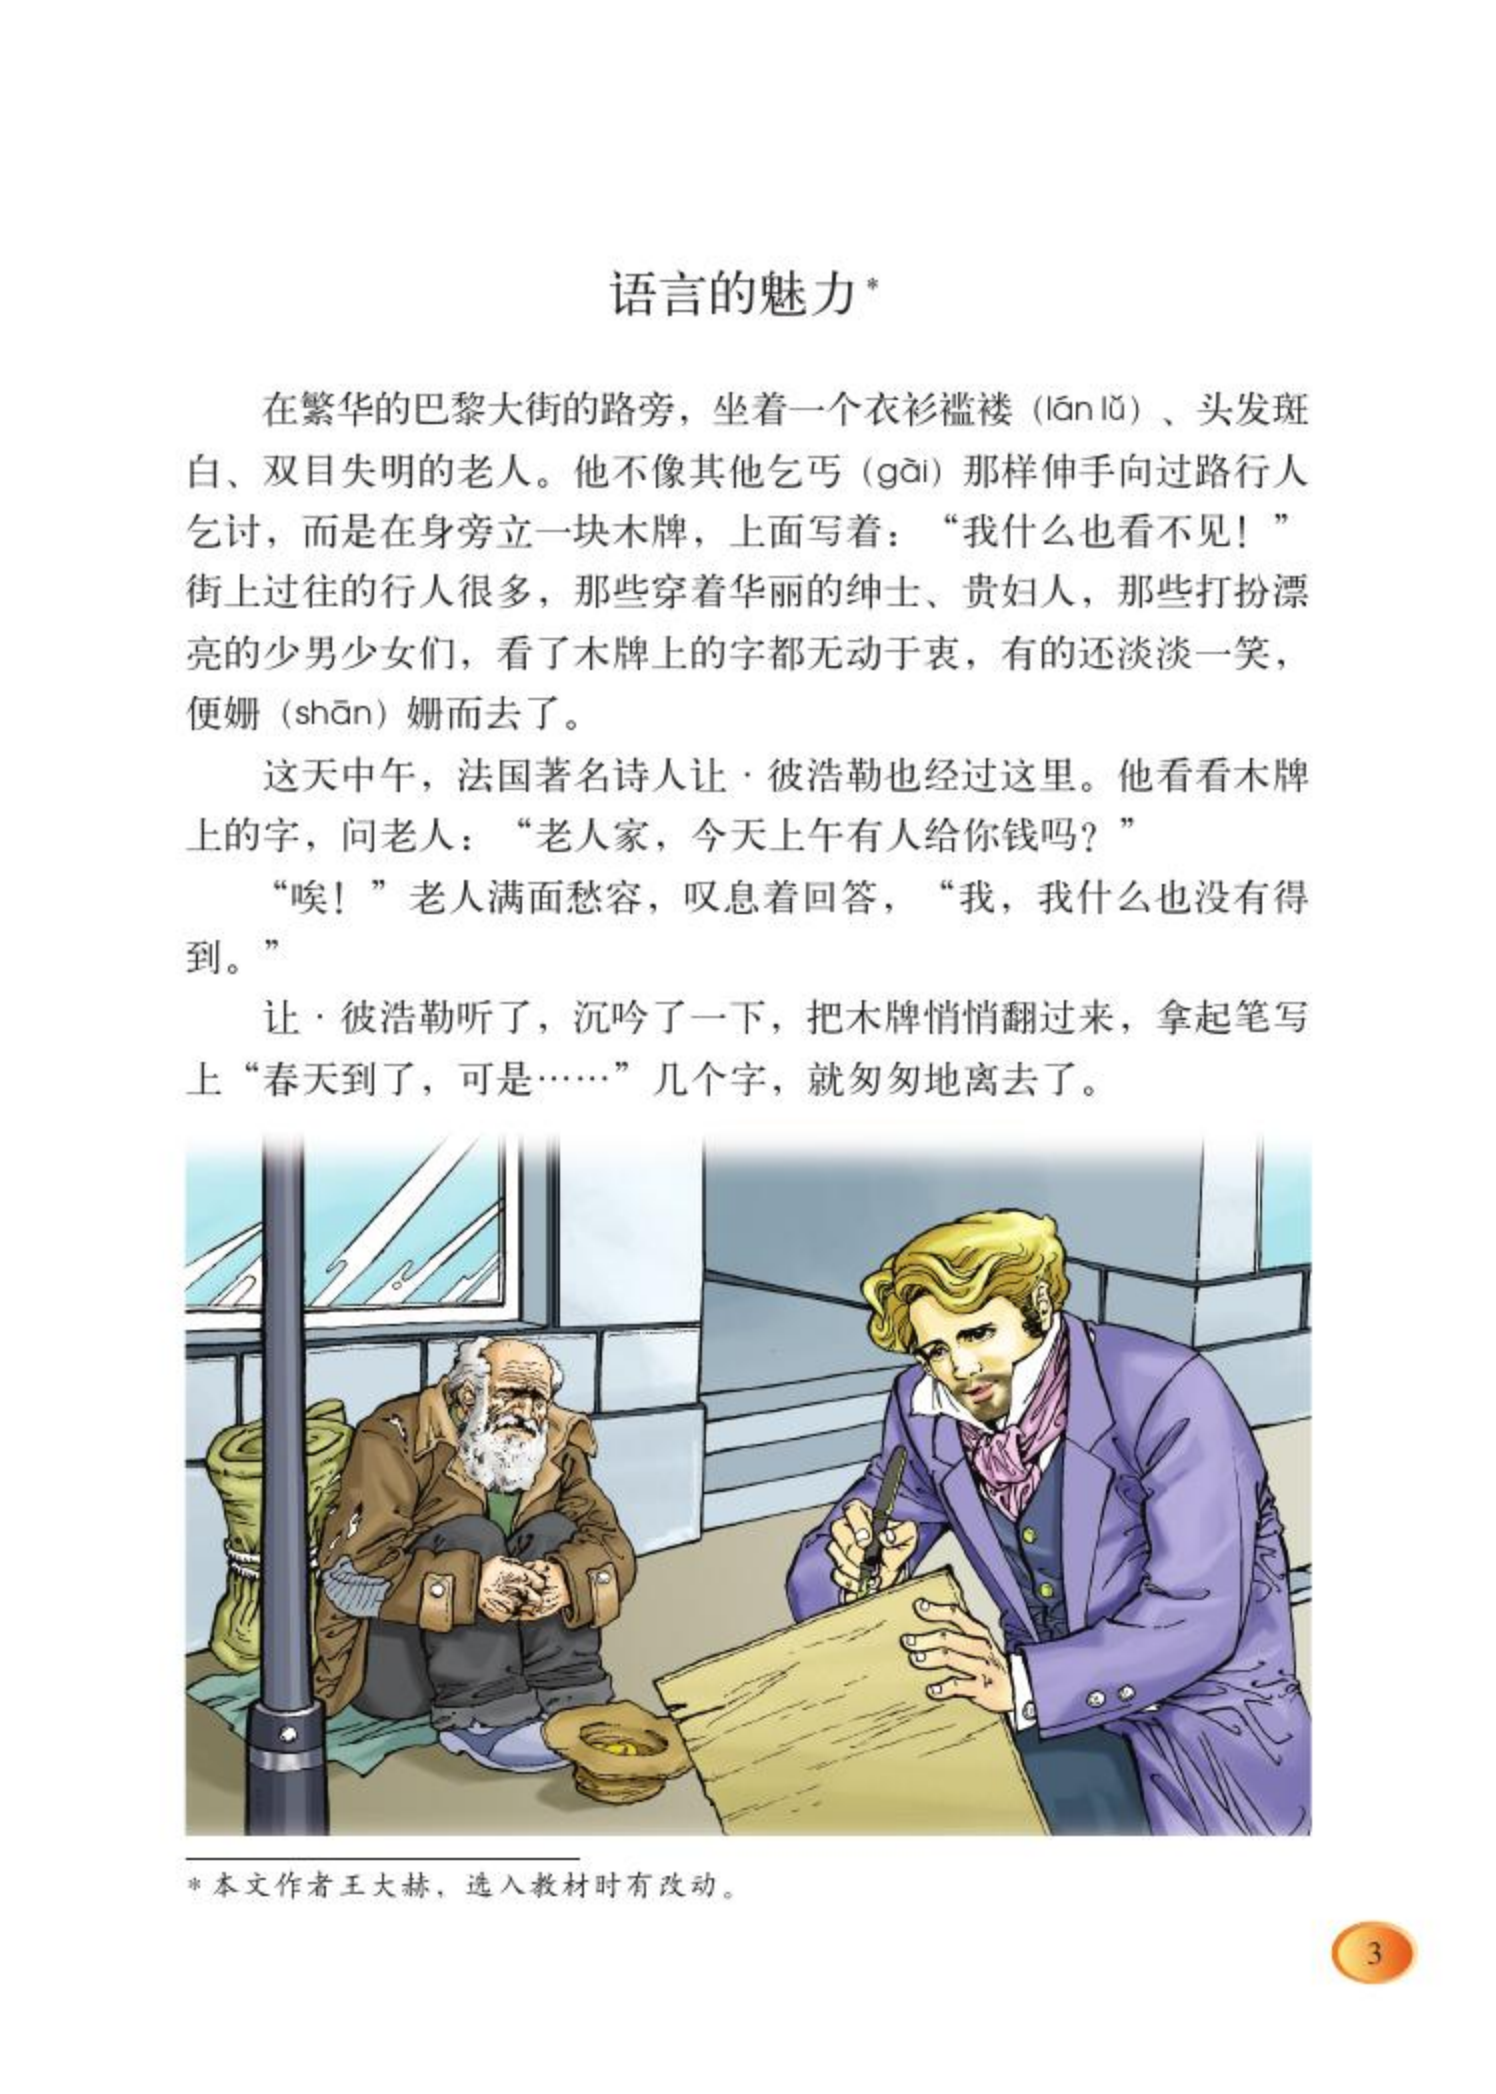 语言的魅力*
在繁华的巴黎大街的路旁，坐着一个衣衫褴褛（lán lǚ）、头发斑
白、双目失明的老人。他不像其他乞丐（gài）那样伸手向过路行人
乞讨，而是在身旁立一块木牌，上面写着：“我什么也看不见！”
街上过往的行人很多，那些穿着华丽的绅士、贵妇人，那些打扮漂
亮的少男少女们，看了木牌上的字都无动于衷，有的还淡淡一笑，
便姗（shān）姗而去了。
这天中午，法国著名诗人让·彼浩勒也经过这里。他看看木牌
上的字，问老人：“老人家，今天上午有人给你钱吗？”
“唉！”老人满面愁容，叹息着回答，“我，我什么也没有得
到。”
让·彼浩勒听了，沉吟了一下，把木牌悄悄翻过来，拿起笔写
上“春天到了，可是……”几个字，就匆匆地离去了。
*本文作者王大赫，选入教材时有改动。
3